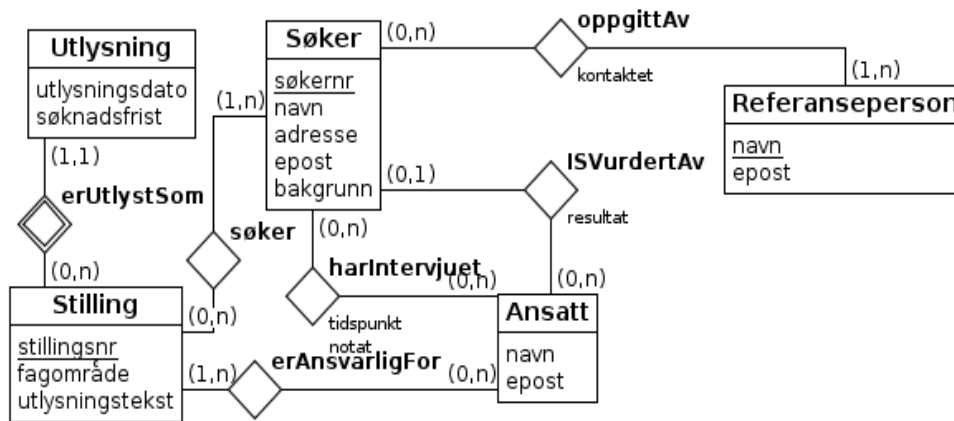 oppgittAv
Utlysning
Søker
(0,n)
utlysningsdato
søknadsfrist
søkernr
navn
adresse
epost
bakgrunn
kontaktet
(1,n)
(1,n)
Referanseperson
navn
epost
(1,1)
erUtlystSom
(0,1)
ISVurdertAv
resultat
søker
(0,n)
harIntervjuet
(0,n)
(0,n)
(0,n)
Stilling
(0,n)
tidspunkt
notat
Ansatt
stillingsnr
fagområde
utlysningstekst
(1,n)
erAnsvarligFor
(0,n)
navn
epost